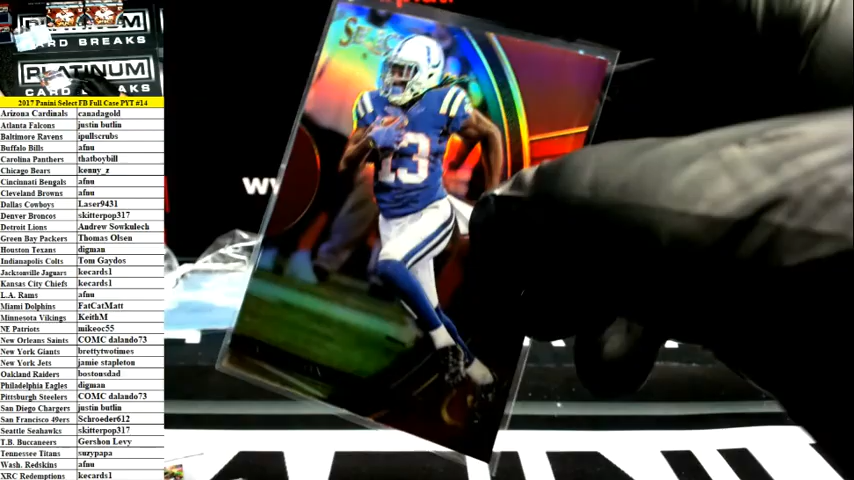 PLATINUM
CARD BREAKS
PLATINUM
CARD BREAKS
2017 Panini Select FB Full Case PYT #14
Arizona Cardinals canadagold
Atlanta Falcons justin butlin
Baltimore Ravens ipullscrubs
Buffalo Bills afnu
Carolina Panthers thatboybill
Chicago Bears kenny_z
Cincinnati Bengals afnu
Cleveland Browns afnu
Dallas Cowboys Laser9431
Denver Broncos skitterpop317
Detroit Lions Andrew Sowkulech
Green Bay Packers Thomas Olsen
Houston Texans digman
Indianapolis Colts Tom Gaydos
Jacksonville Jaguars kecards1
Kansas City Chiefs kecards1
L.A. Rams afnu
Miami Dolphins FatCatMatt
Minnesota Vikings KeithM
NE Patriots mikeoc55
New Orleans Saints COMC dalando73
New York Giants brettytwotimes
New York Jets jamie stapleton
Oakland Raiders bostonsdad
Philadelphia Eagles digman
Pittsburgh Steelers COMC dalando73
San Diego Chargers justin butlin
San Francisco 49ers Schroeder612
Seattle Seahawks skitterpop317
T.B. Buccaneers Gershon Levy
Tennessee Titans suzypapa
Wash. Redskins afnu
XRC Redemptions kecards1
Select
13